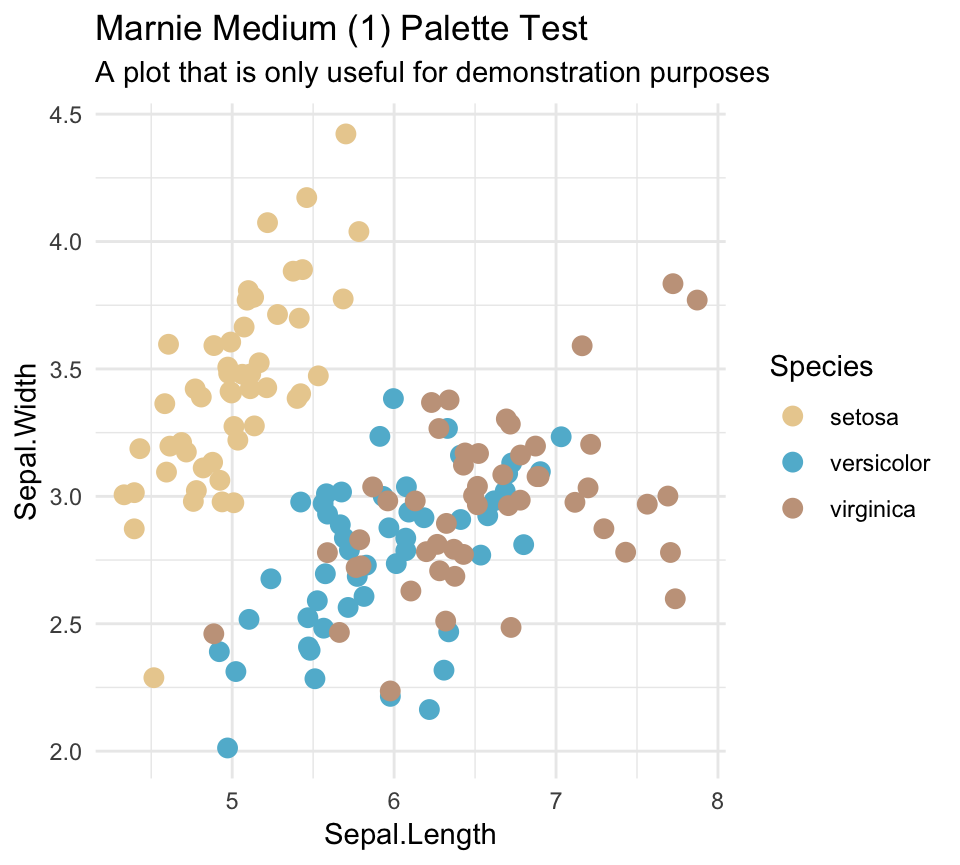 Marnie Medium (1) Palette Test
A plot that is only useful for demonstration purposes
4.5
4.0
3.5
3.0
2.5
2.0
Sepal.Width
5 6 7 8
Sepal.Length
Species
setosa
versicolor
virginica